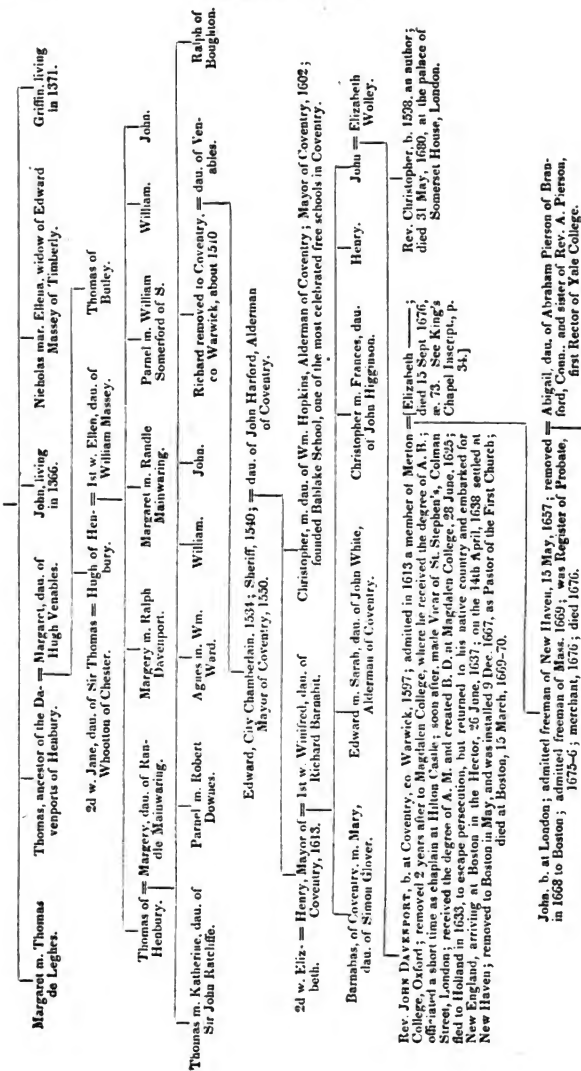 Margaret m. Thomas de Leghes.
Thomas, ancestor of the Da- = Margaret, dau. of
venports of Henbury. Hugh Venables.
John, living
in 1366.
Nicholas mar. Ellena, widow of Edward
Massey of Timberly.
Griffin, living
in 1371.
2d w. Jane, dau. of Sir Thomas = Hugh of Hen- = 1st w. Ellen, dau. of
Whootton of Chester. bury. William Massey.
Thomas of
Butley.
Thomas of = Margery, dau. of Ran-
Henbury. dle Mainwaring.
Margery m. Ralph
Davenport.
Margaret m. Randle
Mainwaring.
Parnel m. William
Somerford of S.
William.
John.
Thomas m. Katherine, dau. of
Sir John Ratcliffe.
Parnel m. Robert
Downes.
Agnes m. Wm.
Ward.
William.
John.
Richard removed to Coventry, = dau. of Ven-
co Warwick, about 1510 ables.
Ralph of
Boughton.
Edward, City Chamberlain, 1534; Sheriff, 1540; = dau. of John Harford, Alderman
Mayor of Coventry, 1550. of Coventry.
2d w. Eliz- = Henry, Mayor of = 1st w. Winifred, dau. of
beth. Coventry, 1613. Richard Barnabit.
Christopher, m. dau. of Wm. Hopkins, Alderman of Coventry; Mayor of Coventry, 1602;
founded Bablake School, one of the most celebrated free schools in Coventry.
Barnabas, of Coventry, m. Mary,
dau. of Simon Glover.
Edward m. Sarah, dau. of John White,
Alderman of Coventry.
Christopher m. Frances, dau-
of John Higginson.
Henry.
John = Elizabeth
Wolley.
Rev. JOHN DAVENPORT, b. at Coventry, co Warwick, 1597; admitted in 1613 a member of Merton = [Elizabeth ——;
College, Oxford; removed 2 years after to Magdalen College, where he received the degree of A. B.; died 15 Sept 1676,
officiated a short time as chaplain at Hilton Castle; soon after, made Vicar of St. Stephen's, Colman æ. 73. See King's
Street, London; received the degree of A. M. and created B. D. at Magdalen College, 28 June, 1625; Chapel Inscript., p.
fled to Holland in 1633, to escape persecution, but returned to his native country and embarked for 34.]
New England, arriving at Boston in the Hector, 26 June, 1637; on the 14th April, 1638 settled at
New Haven; removed to Boston in May, and was installed 9 Dec. 1667, as Pastor of the First Church;
died at Boston, 15 March, 1669-70.
Rev. Christopher, b. 1598, an author;
died 31 May, 1680, at the palace of
Somerset House, London.
John, b. at London; admitted freeman of New Haven, 15 May, 1657; removed = Abigail, dau. of Abraham Pierson of Bran-
in 1668 to Boston; admitted freeman of Mass. 1669; was Register of Probate, ford, Conn., and sister of Rev. A. Pierson,
1675-6; merchant, 1676; died 1676. first Rector of Yale College.